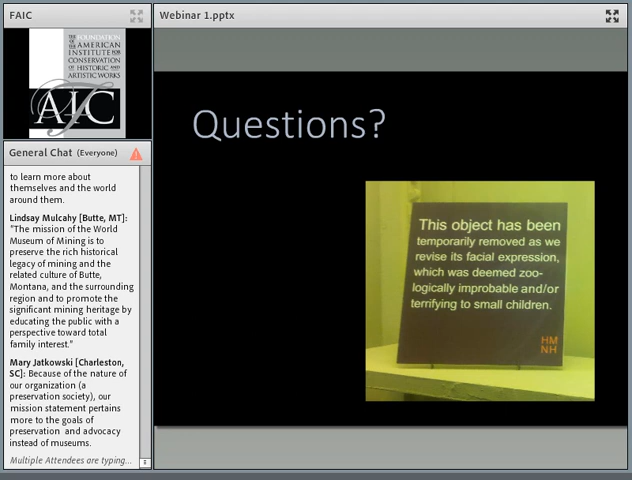 FAIC
Webinar 1.pptx
THE FOUNDATION
OF THE AMERICAN
INSTITUTE FOR
CONSERVATION
OF HISTORIC AND
ARTISTIC WORKS
AIC
General Chat (Everyone)
to learn more about
themselves and the world
around them.
Lindsay Mulcahy [Butte, MT]:
"The mission of the World
Museum of Mining is to
preserve the rich historical
legacy of mining and the
related culture of Butte,
Montana, and the surrounding
region and to promote the
significant mining heritage by
educating the public with a
perspective toward total
family interest."
Mary Jatkowski [Charleston,
SC]: Because of the nature of
our organization (a
preservation society), our
mission statement pertains
more to the goals of
preservation and advocacy
instead of museums.
Multiple Attendees are typing...
Questions?
This object has been
temporarily removed as we
revise its facial expression,
which was deemed zoo-
logically improbable and/or
terrifying to small children.
HM
NH